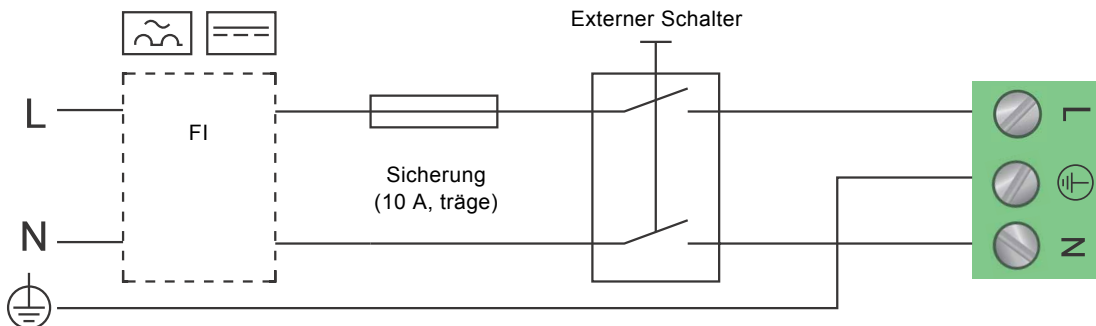 Externer Schalter
L
FI
Sicherung
(10 A, träge)
N
L
N